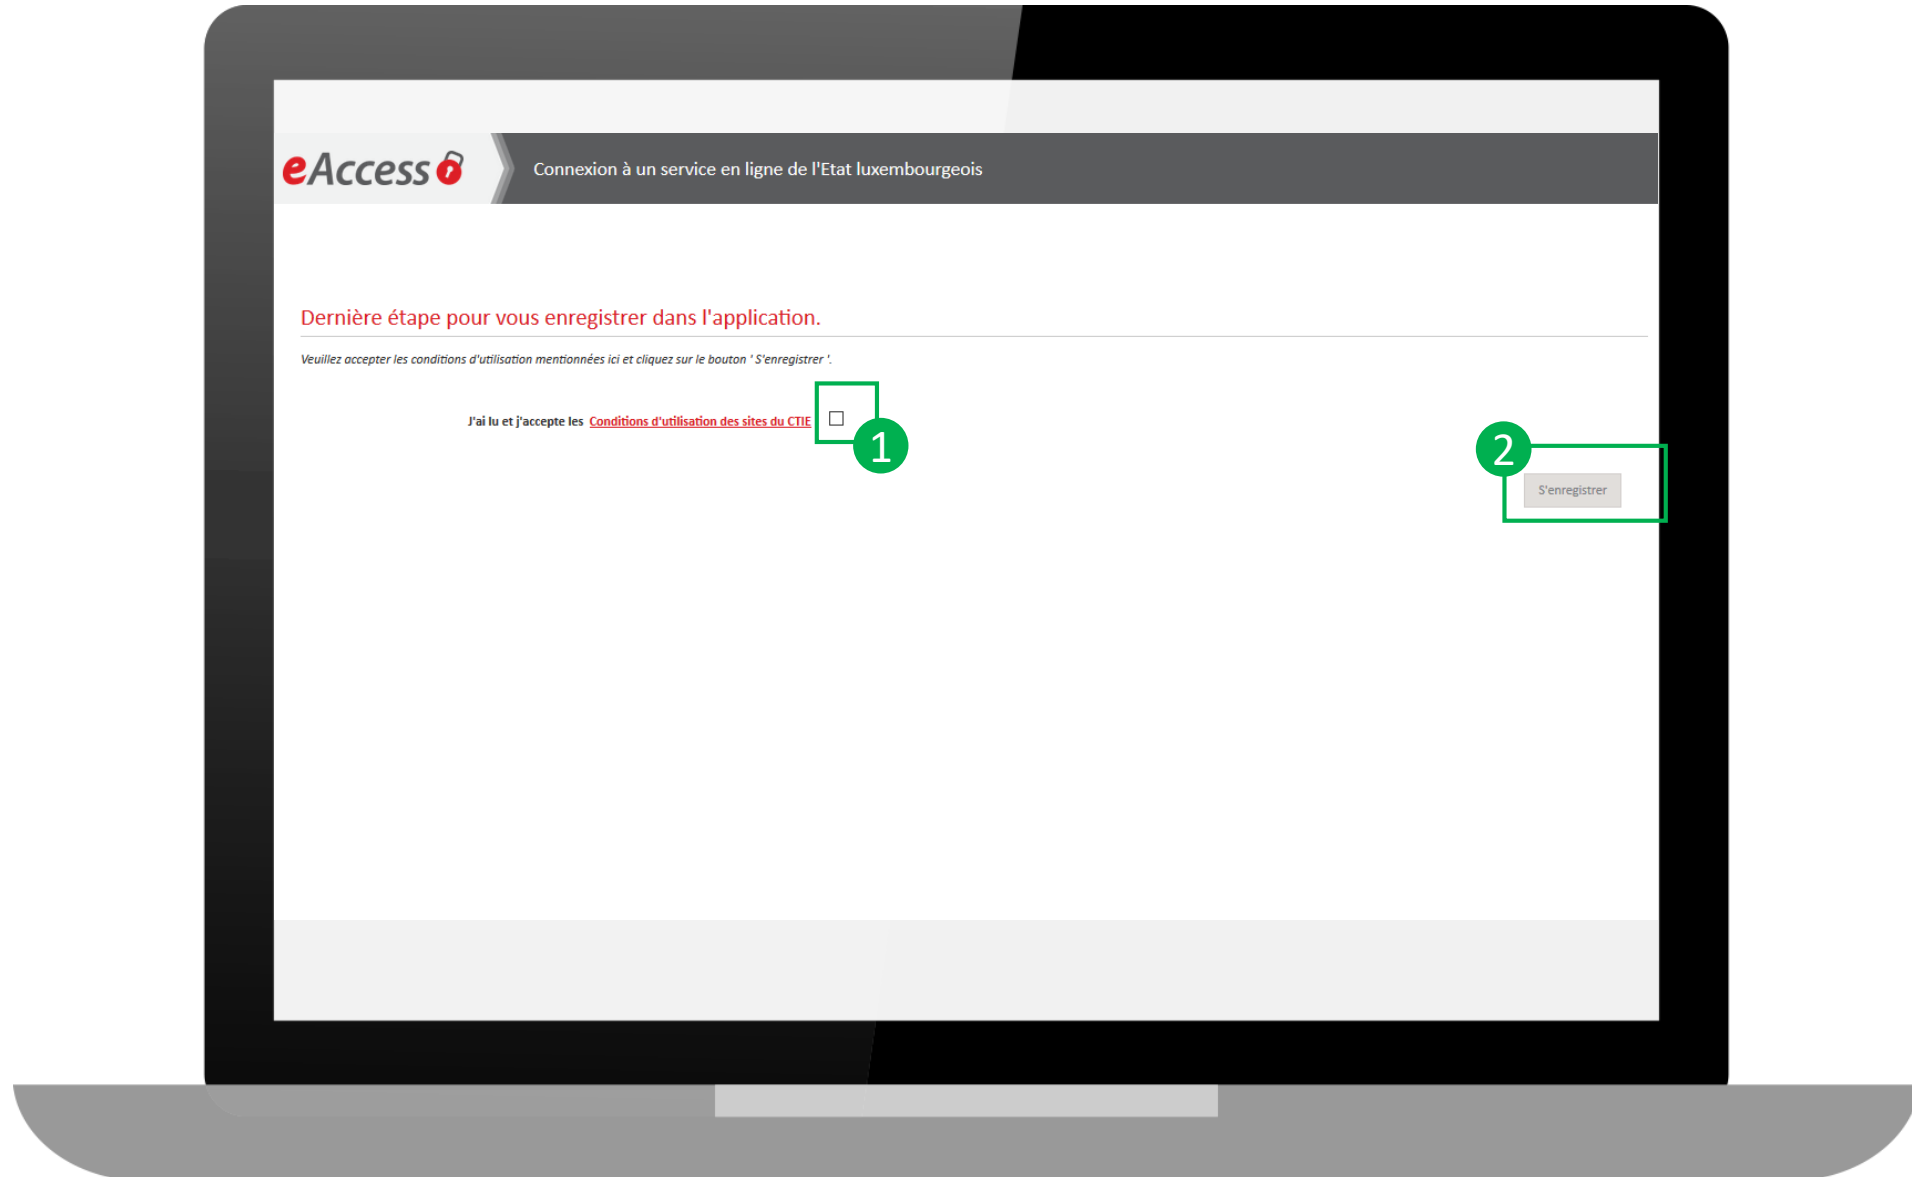 eAccess
Connexion à un service en ligne de l'Etat luxembourgeois
Dernière étape pour vous enregistrer dans l'application.
Veuillez accepter les conditions d'utilisation mentionnées ici et cliquez sur le bouton ' S'enregistrer '.
J'ai lu et j'accepte les Conditions d'utilisation des sites du CTIE
1
2
S'enregistrer